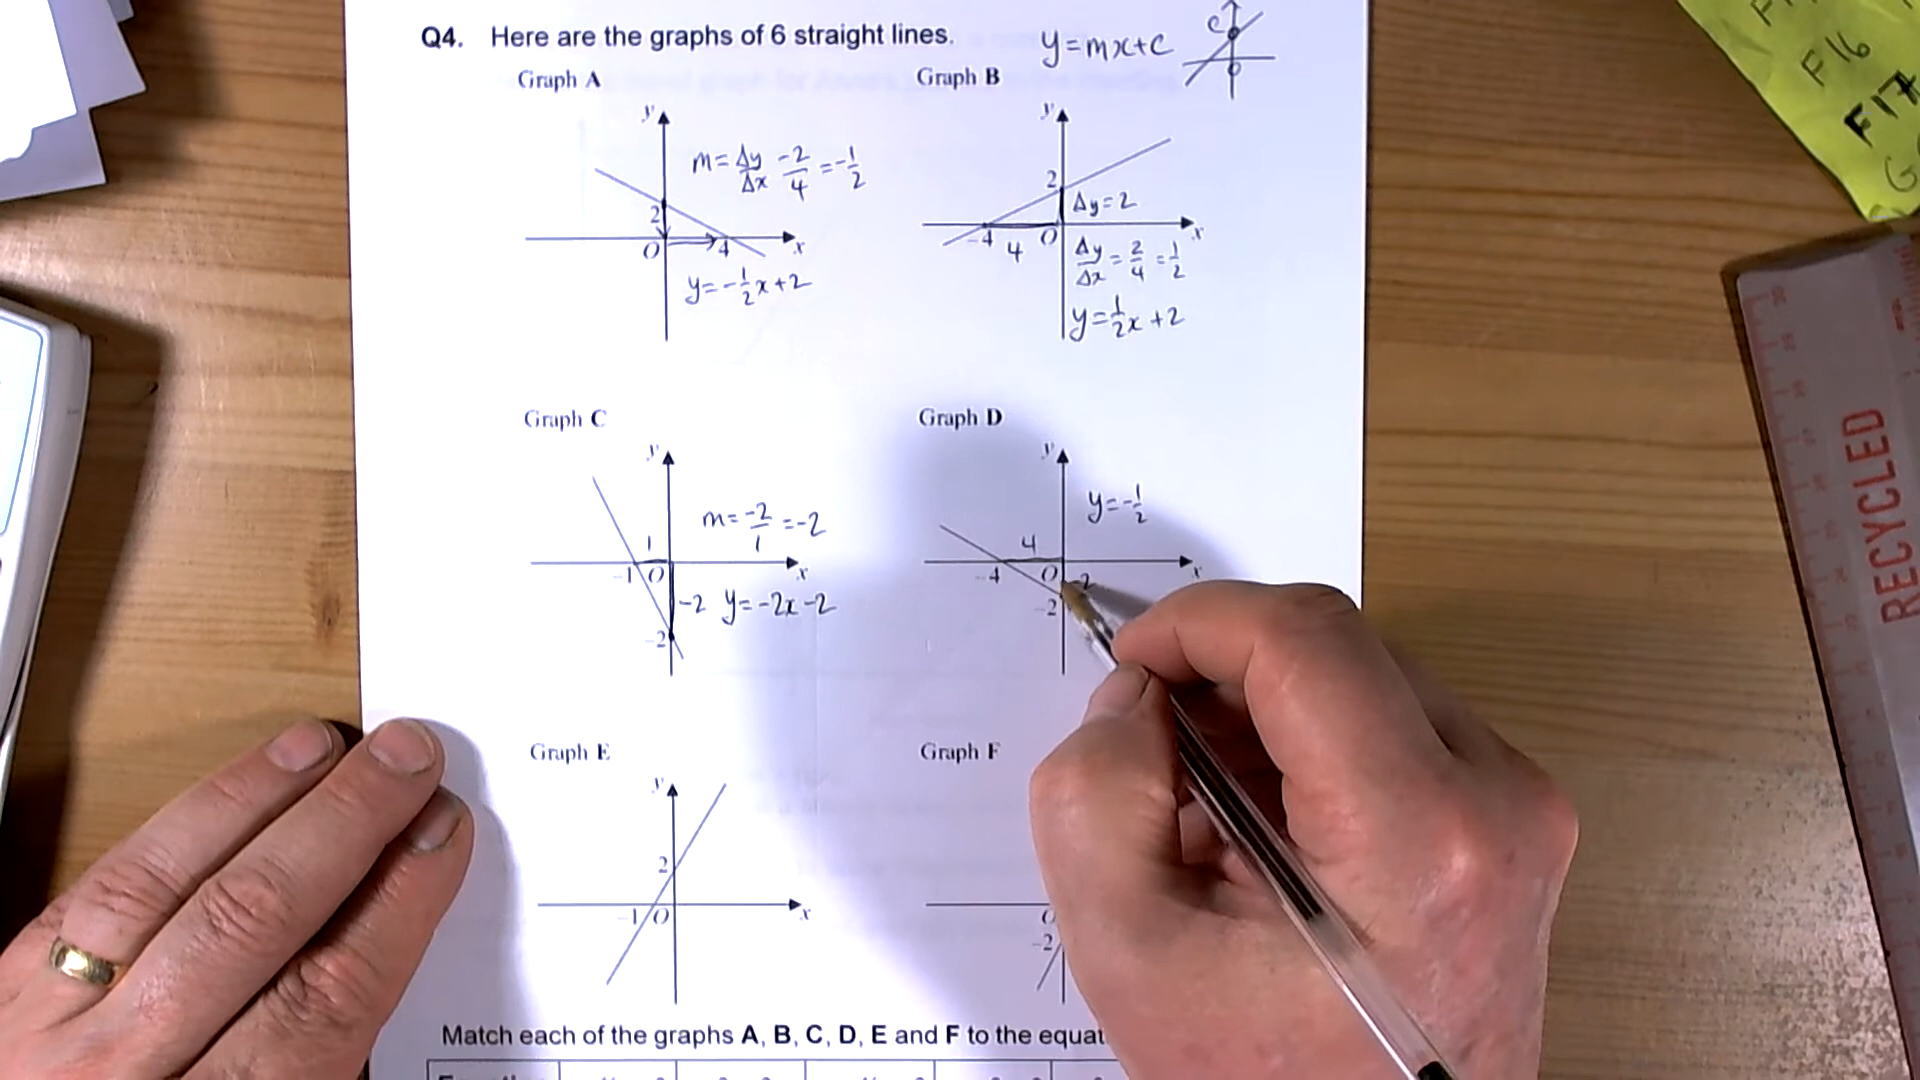 Q4. Here are the graphs of 6 straight lines.
y=mx+c
c
Graph A
Graph B
y
m=Δy/Δx -2/4 =-1/2
2
O
4
x
y=-1/2x+2
y
2
Δy=2
-4
4
O
x
Δy/Δx = 2/4 = 1/2
y=1/2x+2
Graph C
Graph D
y
m=-2/1 =-2
1
-1
O
x
-2
y=-2x-2
-2
y
y=-1/2
4
-4
O
x
-2
-2
Graph E
Graph F
y
2
-1
O
x
O
-2
Match each of the graphs A, B, C, D, E and F to the
F16
F17
RECYCLED